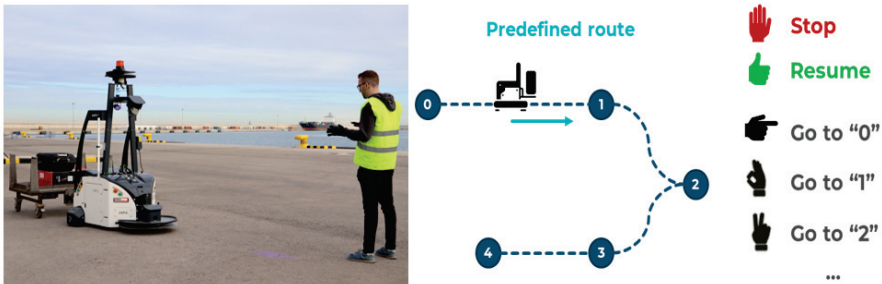 Predefined route
0
1
2
3
4
Stop
Resume
Go to “0”
Go to “1”
Go to “2”
...